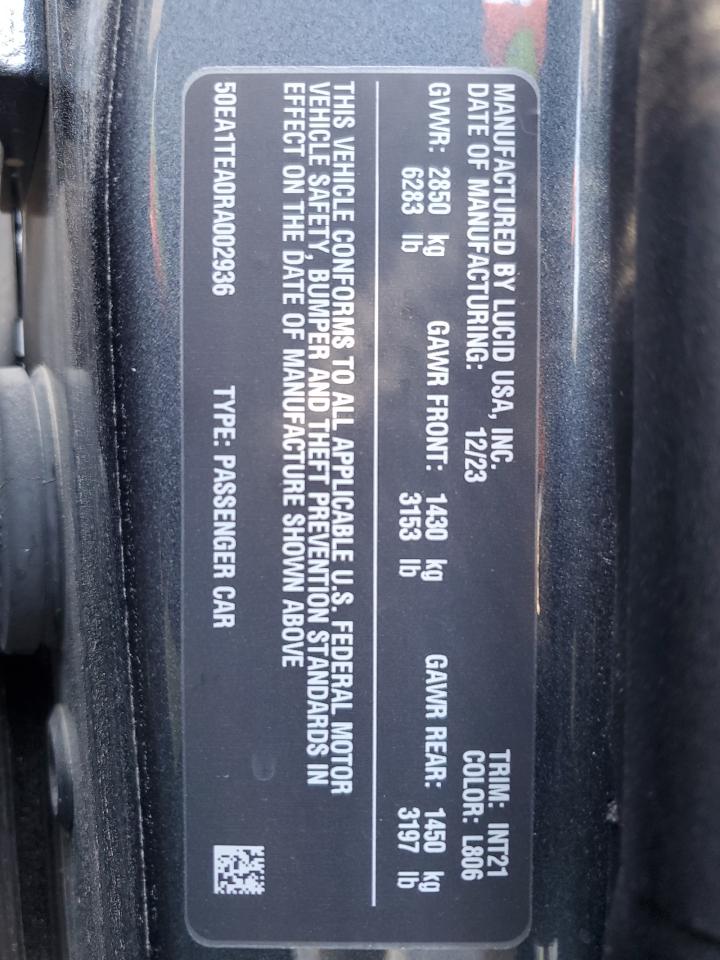 MANUFACTURED BY LUCID USA, INC. TRIM: INT21
DATE OF MANUFACTURING: 12/23 COLOR: L806
GVWR: 2850 kg GAWR FRONT: 1430 kg GAWR REAR: 1450 kg
6283 lb 3153 lb 3197 lb
THIS VEHICLE CONFORMS TO ALL APPLICABLE U.S. FEDERAL MOTOR
VEHICLE SAFETY, BUMPER AND THEFT PREVENTION STANDARDS IN
EFFECT ON THE DATE OF MANUFACTURE SHOWN ABOVE
50EA1TEA0RA002936 TYPE: PASSENGER CAR